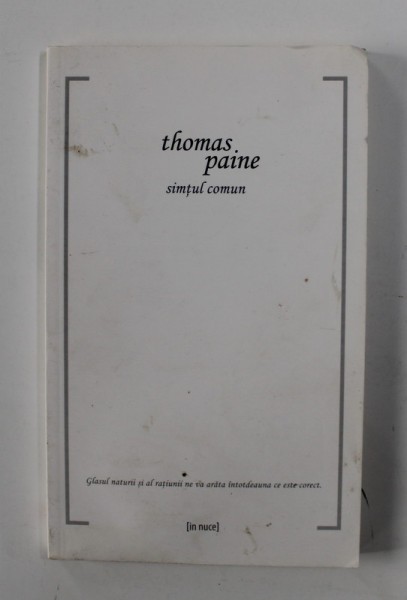 thomas
paine
simțul comun
Glasul naturii și al rațiunii ne va arăta întotdeauna ce este corect.
[in nuce]